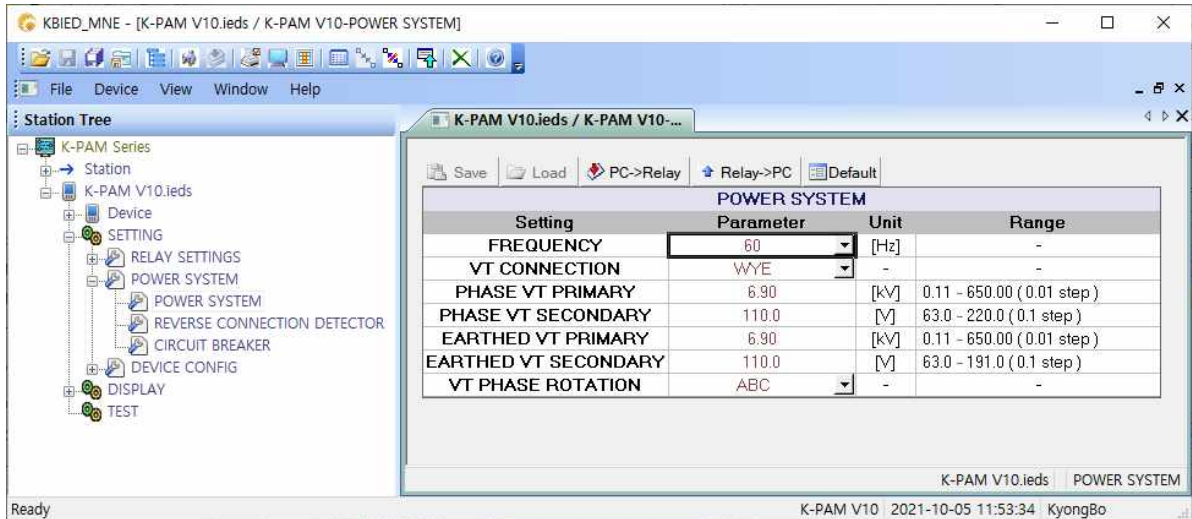 KBIED_MNE - [K-PAM V10.ieds / K-PAM V10-POWER SYSTEM]
File Device View Window Help
Station Tree
K-PAM V10.ieds / K-PAM V10-...
K-PAM Series
Station
K-PAM V10.ieds
Device
SETTING
RELAY SETTINGS
POWER SYSTEM
POWER SYSTEM
REVERSE CONNECTION DETECTOR
CIRCUIT BREAKER
DEVICE CONFIG
DISPLAY
TEST
Save Load PC->Relay Relay->PC Default
POWER SYSTEM
Setting Parameter Unit Range
FREQUENCY 60 [Hz] -
VT CONNECTION WYE - -
PHASE VT PRIMARY 6.90 [kV] 0.11 - 650.00 ( 0.01 step )
PHASE VT SECONDARY 110.0 [V] 63.0 - 220.0 ( 0.1 step )
EARTHED VT PRIMARY 6.90 [kV] 0.11 - 650.00 ( 0.01 step )
EARTHED VT SECONDARY 110.0 [V] 63.0 - 191.0 ( 0.1 step )
VT PHASE ROTATION ABC - -
K-PAM V10.ieds POWER SYSTEM
Ready K-PAM V10 2021-10-05 11:53:34 KyongBo